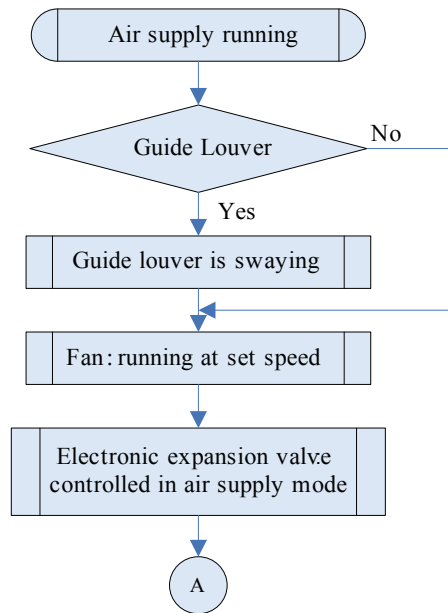 Air supply running
Guide Louver
No
Yes
Guide louver is swaying
Fan: running at set speed
Electronic expansion valve:
controlled in air supply mode
A